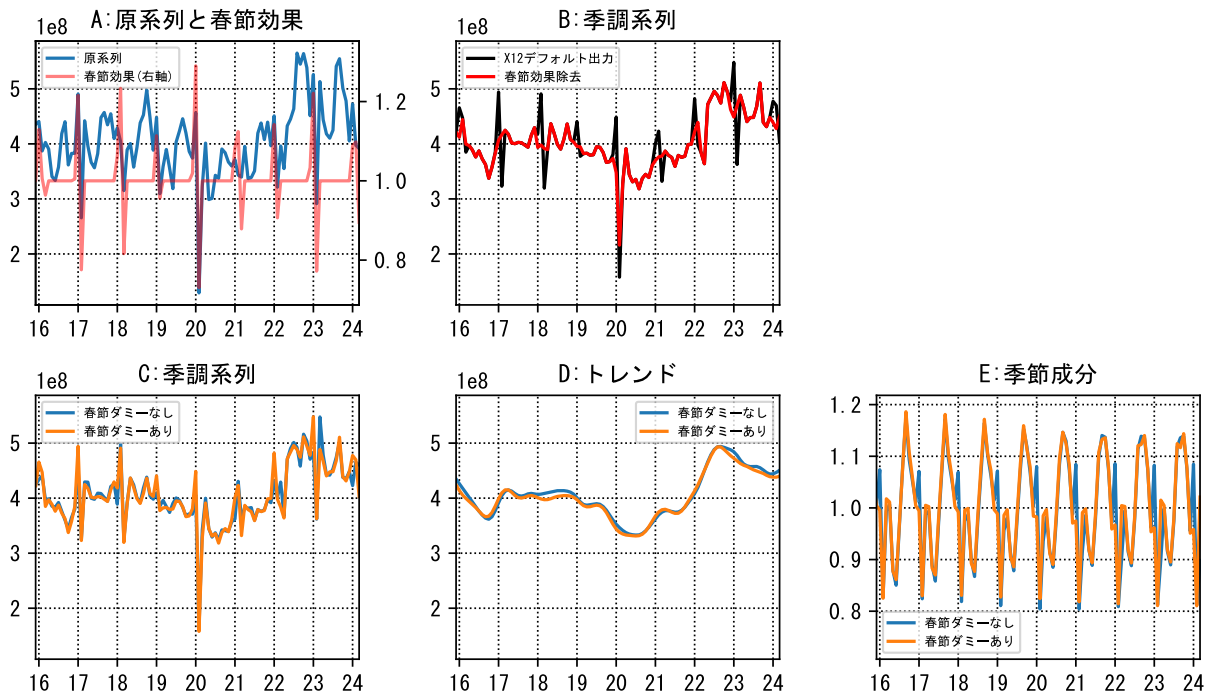 A:原系列と春節効果
1e8
原系列
春節効果(右軸)
5
4
3
2
1.2
1.0
0.8
16 17 18 19 20 21 22 23 24
B:季調系列
1e8
X12デフォルト出力
春節効果除去
5
4
3
2
16 17 18 19 20 21 22 23 24
C:季調系列
1e8
春節ダミーなし
春節ダミーあり
5
4
3
2
16 17 18 19 20 21 22 23 24
D:トレンド
1e8
春節ダミーなし
春節ダミーあり
5
4
3
2
16 17 18 19 20 21 22 23 24
E:季節成分
1.2
1.1
1.0
0.9
0.8
春節ダミーなし
春節ダミーあり
16 17 18 19 20 21 22 23 24